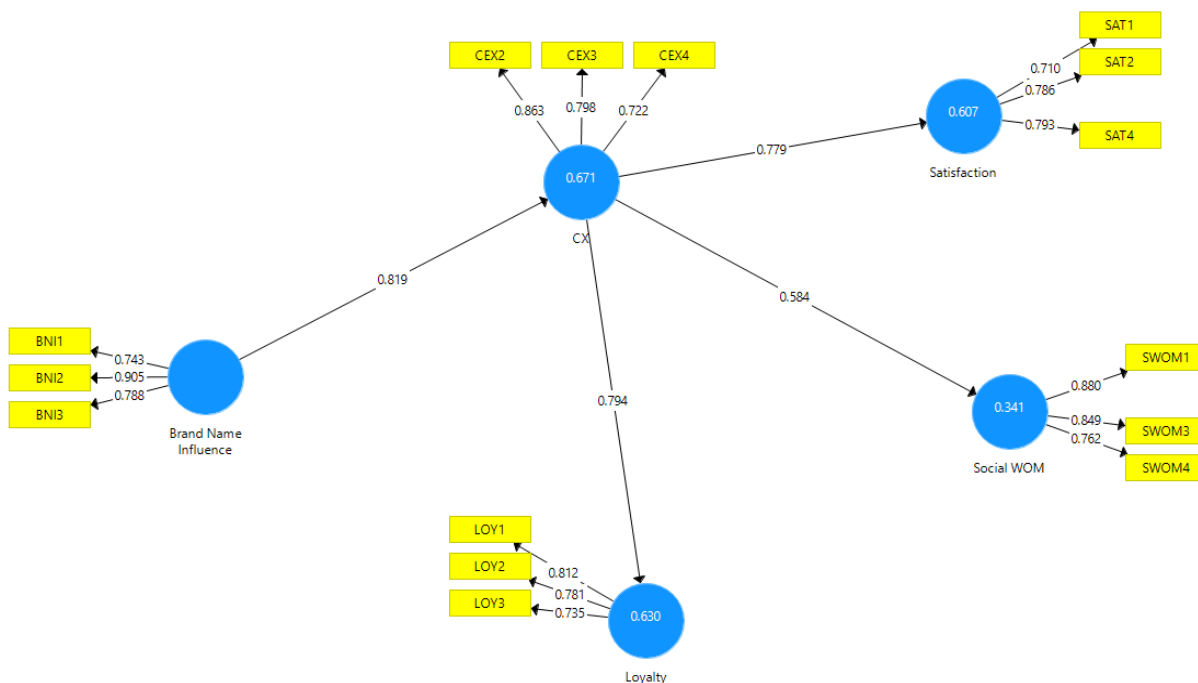 SAT1
CEX2
CEX3
CEX4
SAT2
0.710
0.786
0.863
0.798
0.722
0.607
0.793
SAT4
0.779
Satisfaction
0.671
CX
0.819
0.584
BNI1
0.743
BNI2
0.905
BNI3
0.788
SWOM1
0.880
0.794
0.341
0.849
SWOM3
Brand Name
Influence
0.762
Social WOM
SWOM4
LOY1
0.812
LOY2
0.781
LOY3
0.735
0.630
Loyalty